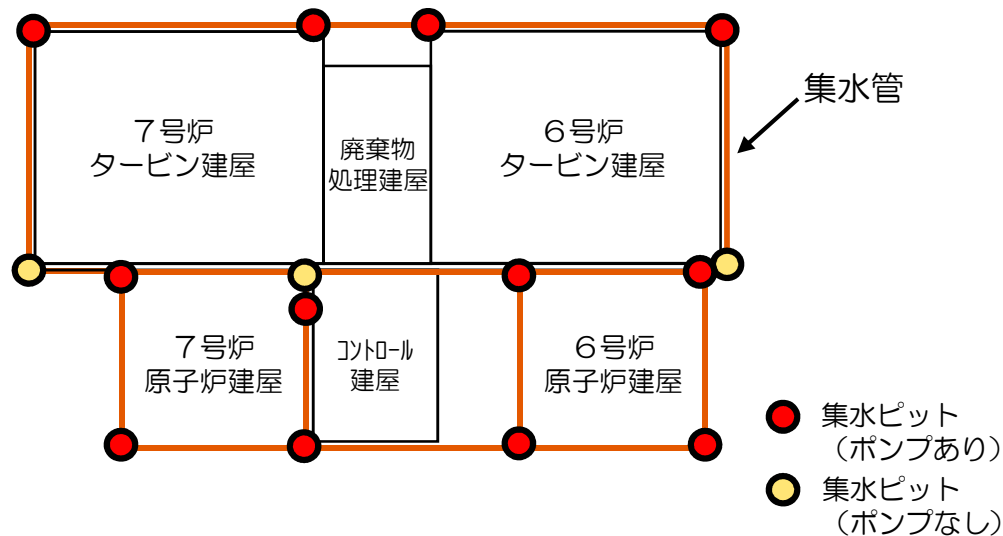 集水管
７号炉
タービン建屋
廃棄物
処理建屋
６号炉
タービン建屋
７号炉
原子炉建屋
ｺﾝﾄﾛｰﾙ
建屋
６号炉
原子炉建屋
集水ピット
（ポンプあり）
集水ピット
（ポンプなし）